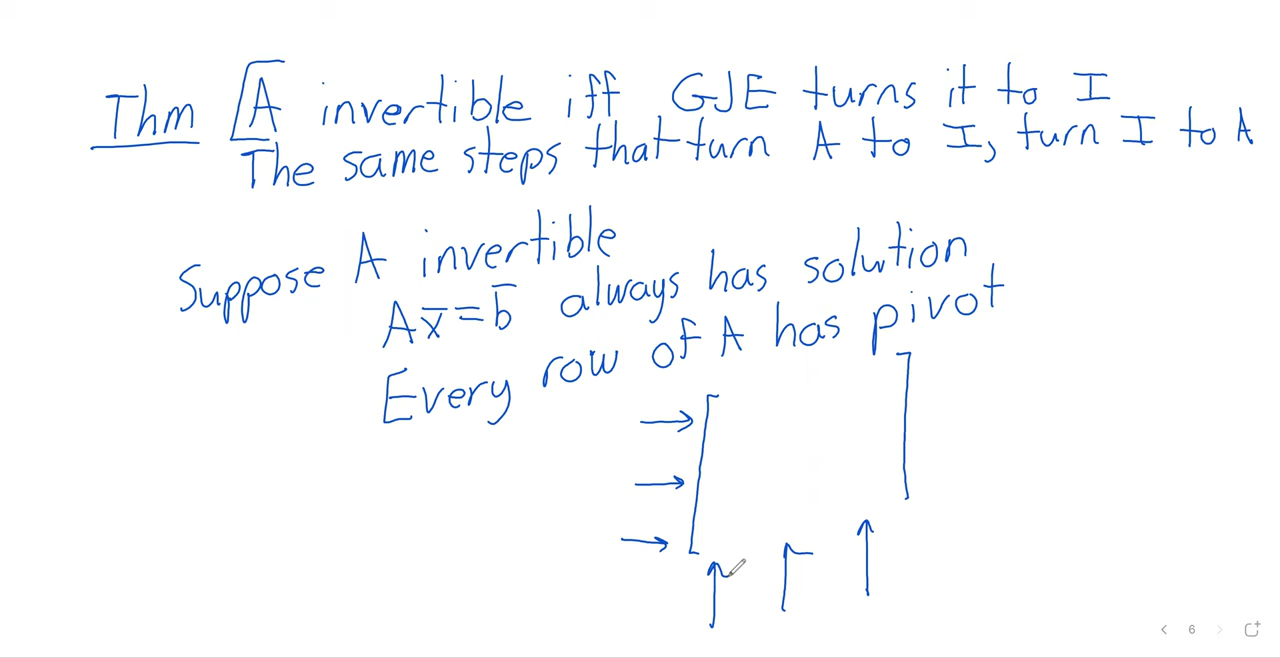 Thm A invertible iff GJE turns it to I
The same steps that turn A to I, turn I to A
Suppose A invertible
Ax̅=b̅ always has solution
Every row of A has pivot
6